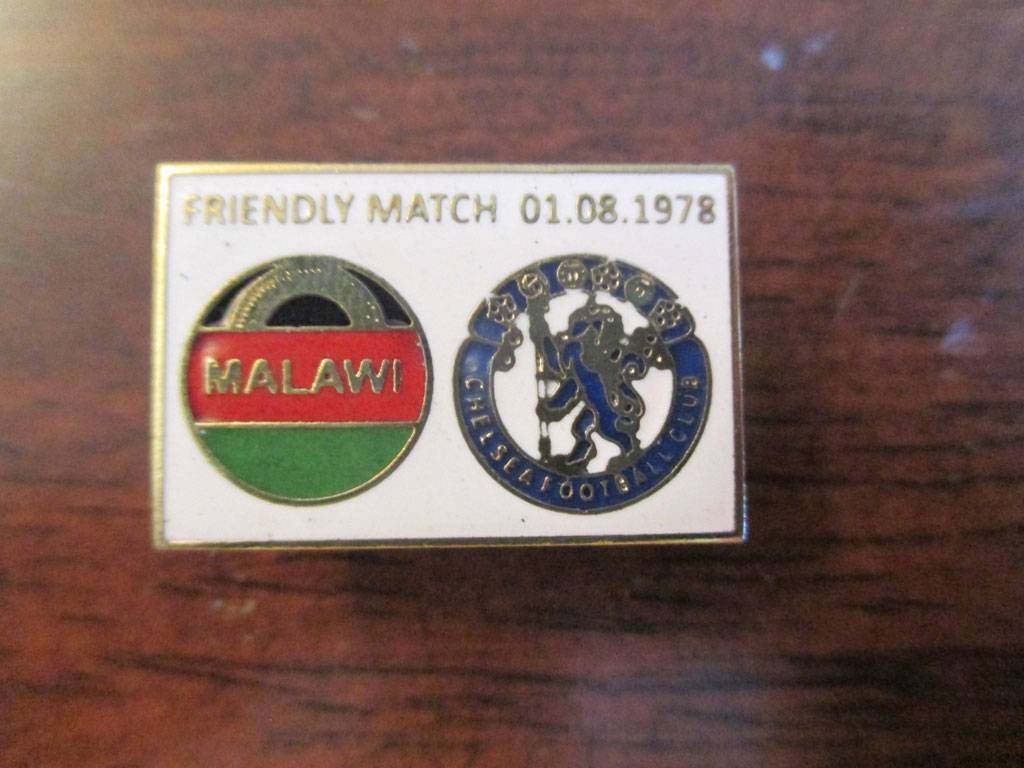 FRIENDLY MATCH 01.08.1978
MALAWI
CHELSEA FOOTBALL CLUB